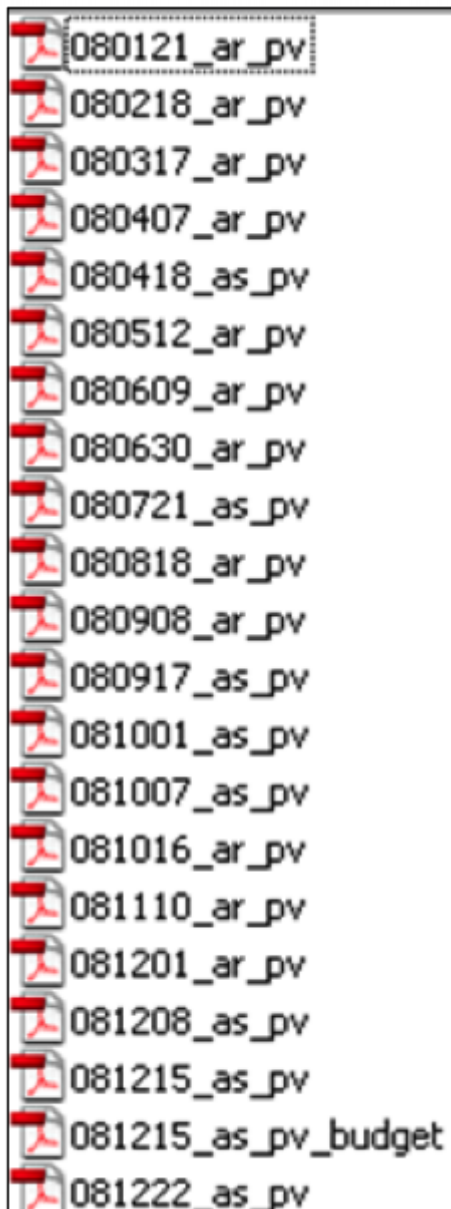 080121_ar_pv
080218_ar_pv
080317_ar_pv
080407_ar_pv
080418_as_pv
080512_ar_pv
080609_ar_pv
080630_ar_pv
080721_as_pv
080818_ar_pv
080908_ar_pv
080917_as_pv
081001_as_pv
081007_as_pv
081016_ar_pv
081110_ar_pv
081201_ar_pv
081208_as_pv
081215_as_pv
081215_as_pv_budget
081222_as_pv